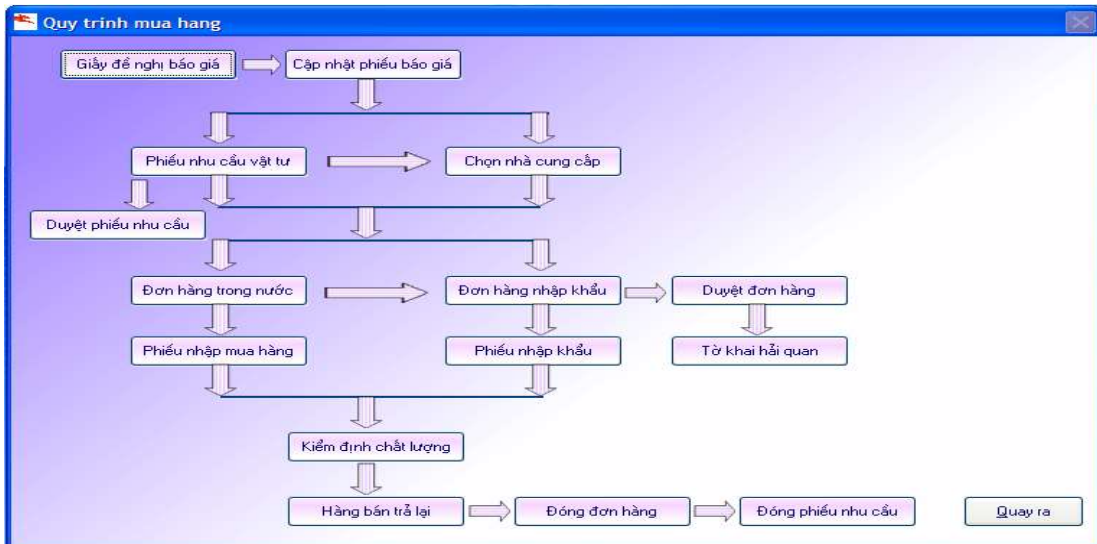 Quy trinh mua hang
Giấy đề nghị báo giá
Cập nhật phiếu báo giá
Phiếu nhu cầu vật tư
Chọn nhà cung cấp
Duyệt phiếu nhu cầu
Đơn hàng trong nước
Đơn hàng nhập khẩu
Duyệt đơn hàng
Phiếu nhập mua hàng
Phiếu nhập khẩu
Tờ khai hải quan
Kiểm định chất lượng
Hàng bán trả lại
Đóng đơn hàng
Đóng phiếu nhu cầu
Quay ra